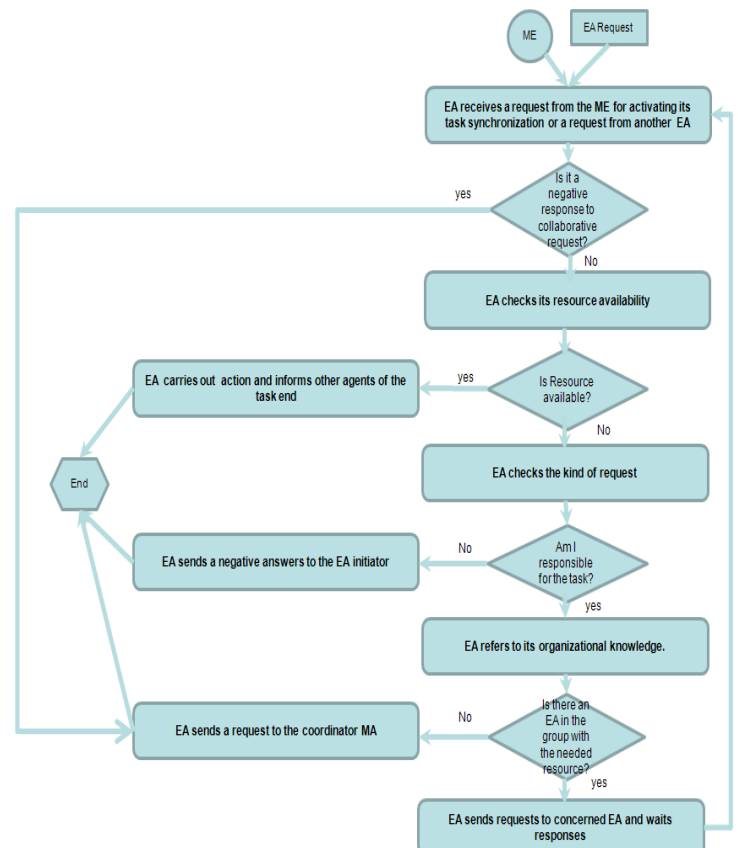 ME
EA Request
EA receives a request from the ME for activating its
task synchronization or a request from another EA
Is it a
negative
response to
collaborative
request?
yes
No
EA checks its resource availability
Is Resource
available?
yes
EA carries out action and informs other agents of the
task end
No
EA checks the kind of request
End
Am I
responsible
for the task?
No
EA sends a negative answers to the EA initiator
yes
EA refers to its organizational knowledge.
Is there an
EA in the
group with
the needed
resource?
No
EA sends a request to the coordinator MA
yes
EA sends requests to concerned EA and waits
responses